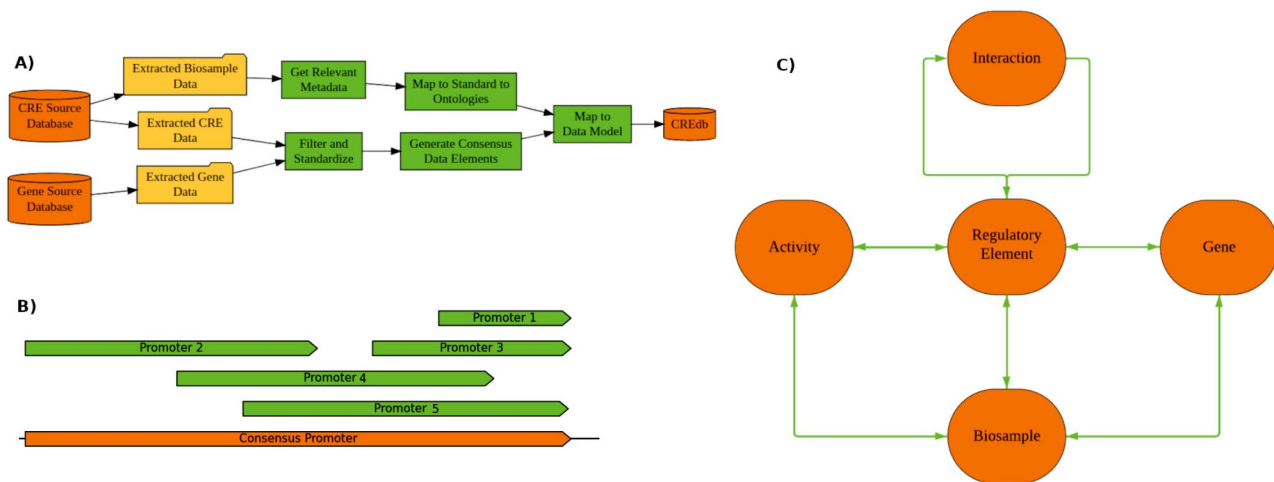 A)
CRE Source
Database
Gene Source
Database
Extracted Biosample
Data
Extracted CRE
Data
Extracted Gene
Data
Get Relevant
Metadata
Filter and
Standardize
Map to Standard to
Ontologies
Generate Consensus
Data Elements
Map to
Data Model
CREdb
B)
Promoter 1
Promoter 2
Promoter 3
Promoter 4
Promoter 5
Consensus Promoter
C)
Interaction
Activity
Regulatory
Element
Gene
Biosample